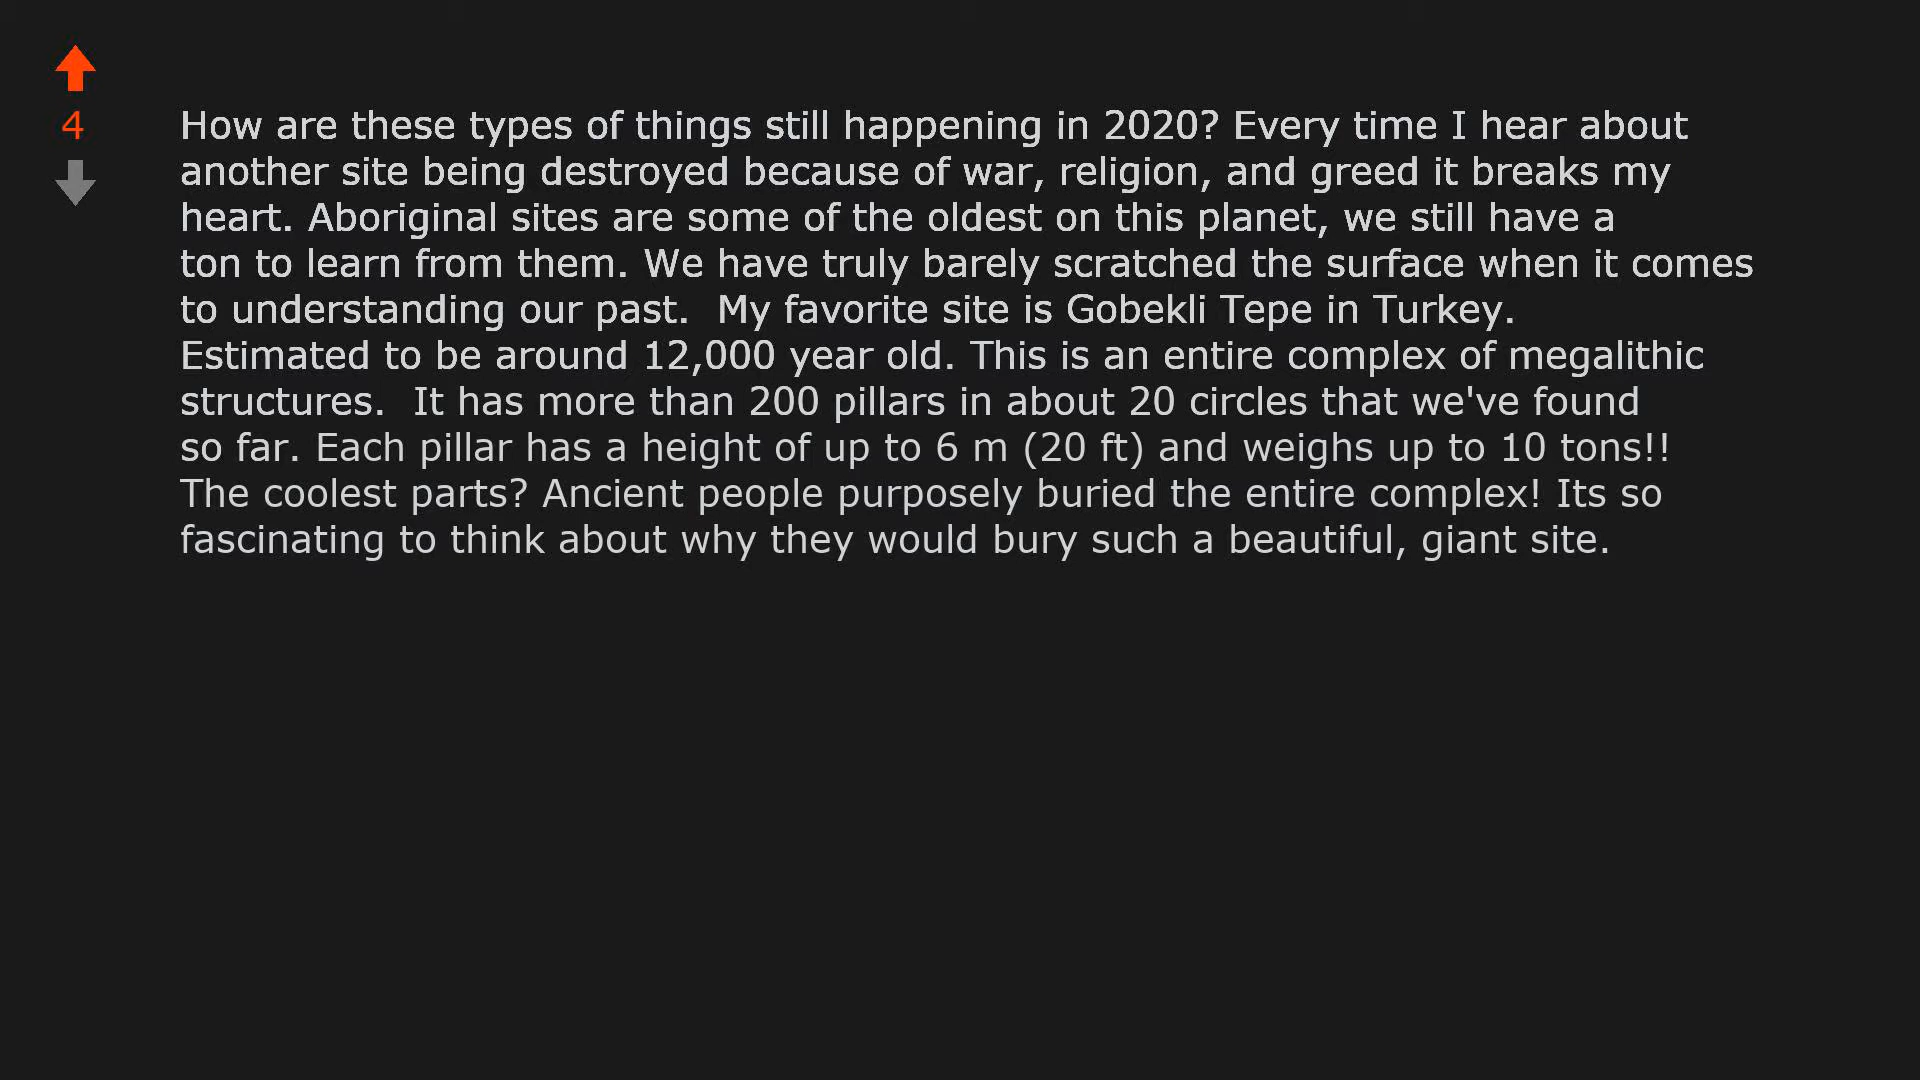 4
How are these types of things still happening in 2020? Every time I hear about
another site being destroyed because of war, religion, and greed it breaks my
heart. Aboriginal sites are some of the oldest on this planet, we still have a
ton to learn from them. We have truly barely scratched the surface when it comes
to understanding our past.  My favorite site is Gobekli Tepe in Turkey.
Estimated to be around 12,000 year old. This is an entire complex of megalithic
structures.  It has more than 200 pillars in about 20 circles that we've found
so far. Each pillar has a height of up to 6 m (20 ft) and weighs up to 10 tons!!
The coolest parts? Ancient people purposely buried the entire complex! Its so
fascinating to think about why they would bury such a beautiful, giant site.